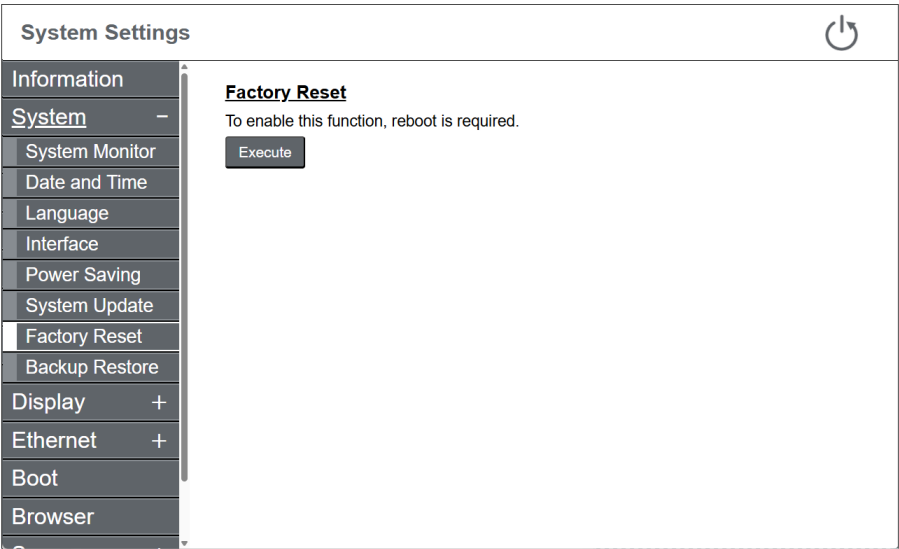 System Settings
Information
System −
System Monitor
Date and Time
Language
Interface
Power Saving
System Update
Factory Reset
Backup Restore
Display +
Ethernet +
Boot
Browser
Factory Reset
To enable this function, reboot is required.
Execute